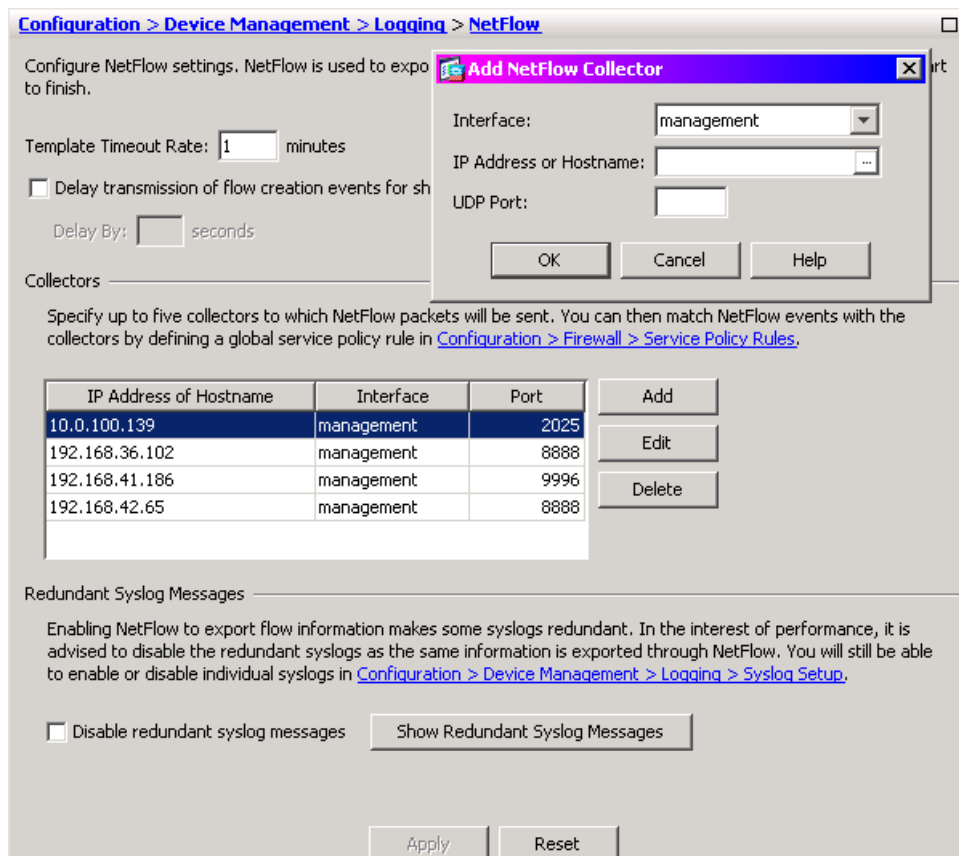 Configuration > Device Management > Logging > NetFlow
Configure NetFlow settings. NetFlow is used to expo
rt
to finish.
Template Timeout Rate: 1 minutes
Delay transmission of flow creation events for sh
Delay By: seconds
Add NetFlow Collector
Interface: management
IP Address or Hostname: ...
UDP Port:
OK Cancel Help
Collectors
Specify up to five collectors to which NetFlow packets will be sent. You can then match NetFlow events with the
collectors by defining a global service policy rule in Configuration > Firewall > Service Policy Rules.
IP Address of Hostname Interface Port
10.0.100.139 management 2025
192.168.36.102 management 8888
192.168.41.186 management 9996
192.168.42.65 management 8888
Add
Edit
Delete
Redundant Syslog Messages
Enabling NetFlow to export flow information makes some syslogs redundant. In the interest of performance, it is
advised to disable the redundant syslogs as the same information is exported through NetFlow. You will still be able
to enable or disable individual syslogs in Configuration > Device Management > Logging > Syslog Setup.
Disable redundant syslog messages Show Redundant Syslog Messages
Apply Reset